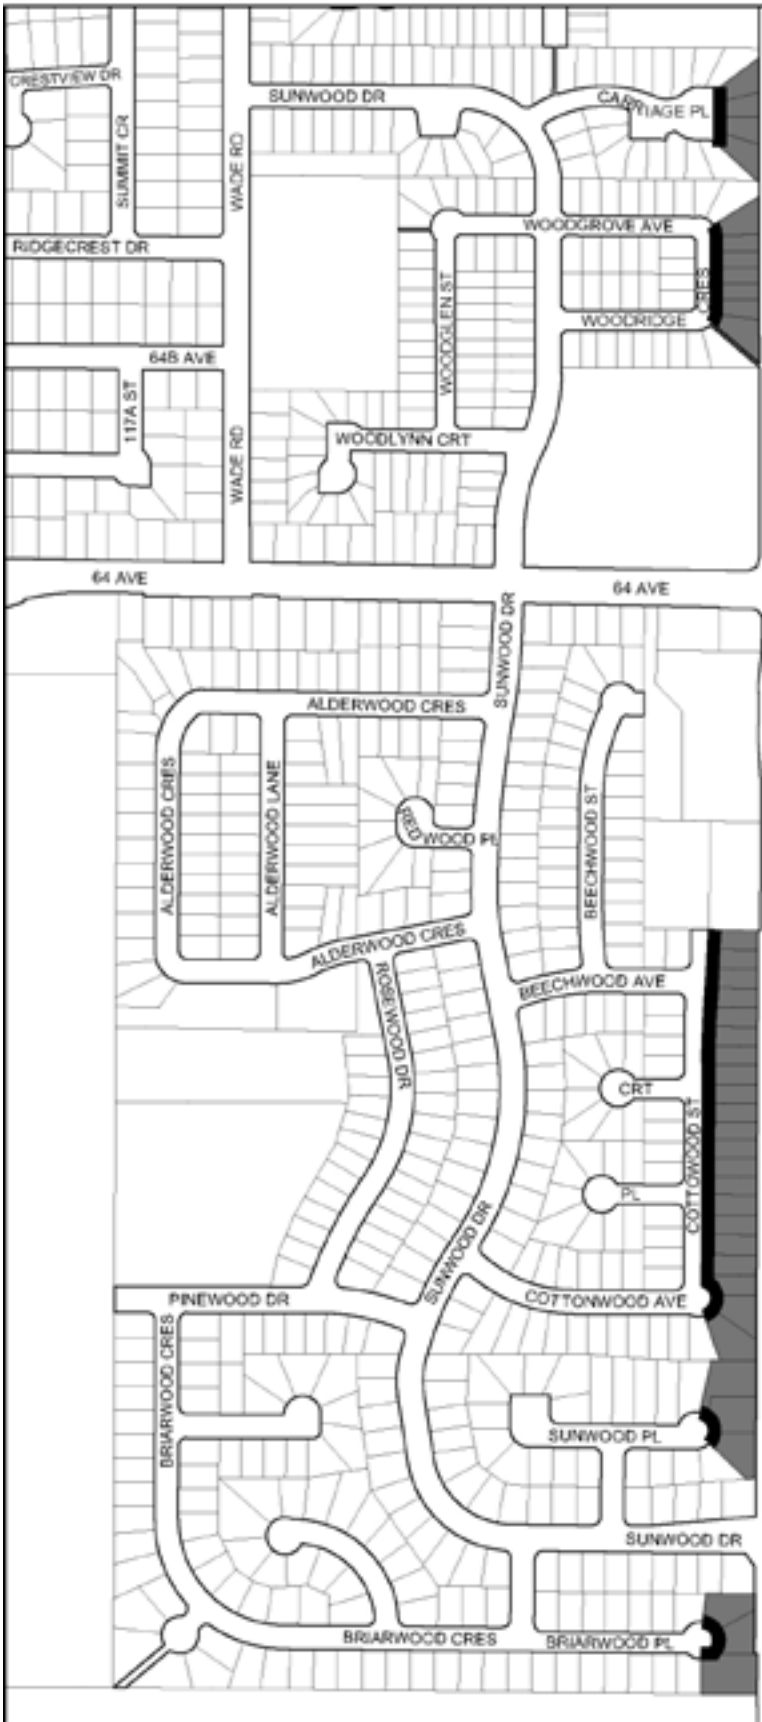 CRESTVIEW DR
SUMMIT CR
WADE RD
SUNWOOD DR
CARRIAGE PL
RIDGECREST DR
WOODGROVE AVE
WOODGLEN ST
CRES
WOODRIDGE
64B AVE
117A ST
WADE RD
WOODLYNN CRT
64 AVE
64 AVE
SUNWOOD DR
ALDERWOOD CRES
ALDERWOOD CRES
ALDERWOOD LANE
RED
WOOD PL
BEECHWOOD ST
ALDERWOOD CRES
ROSEWOOD DR
BEECHWOOD AVE
CRT
COTTOWOOD ST
PL
SUNWOOD DR
PINEWOOD DR
COTTONWOOD AVE
BRIARWOOD CRES
SUNWOOD PL
SUNWOOD DR
BRIARWOOD CRES
BRIARWOOD PL